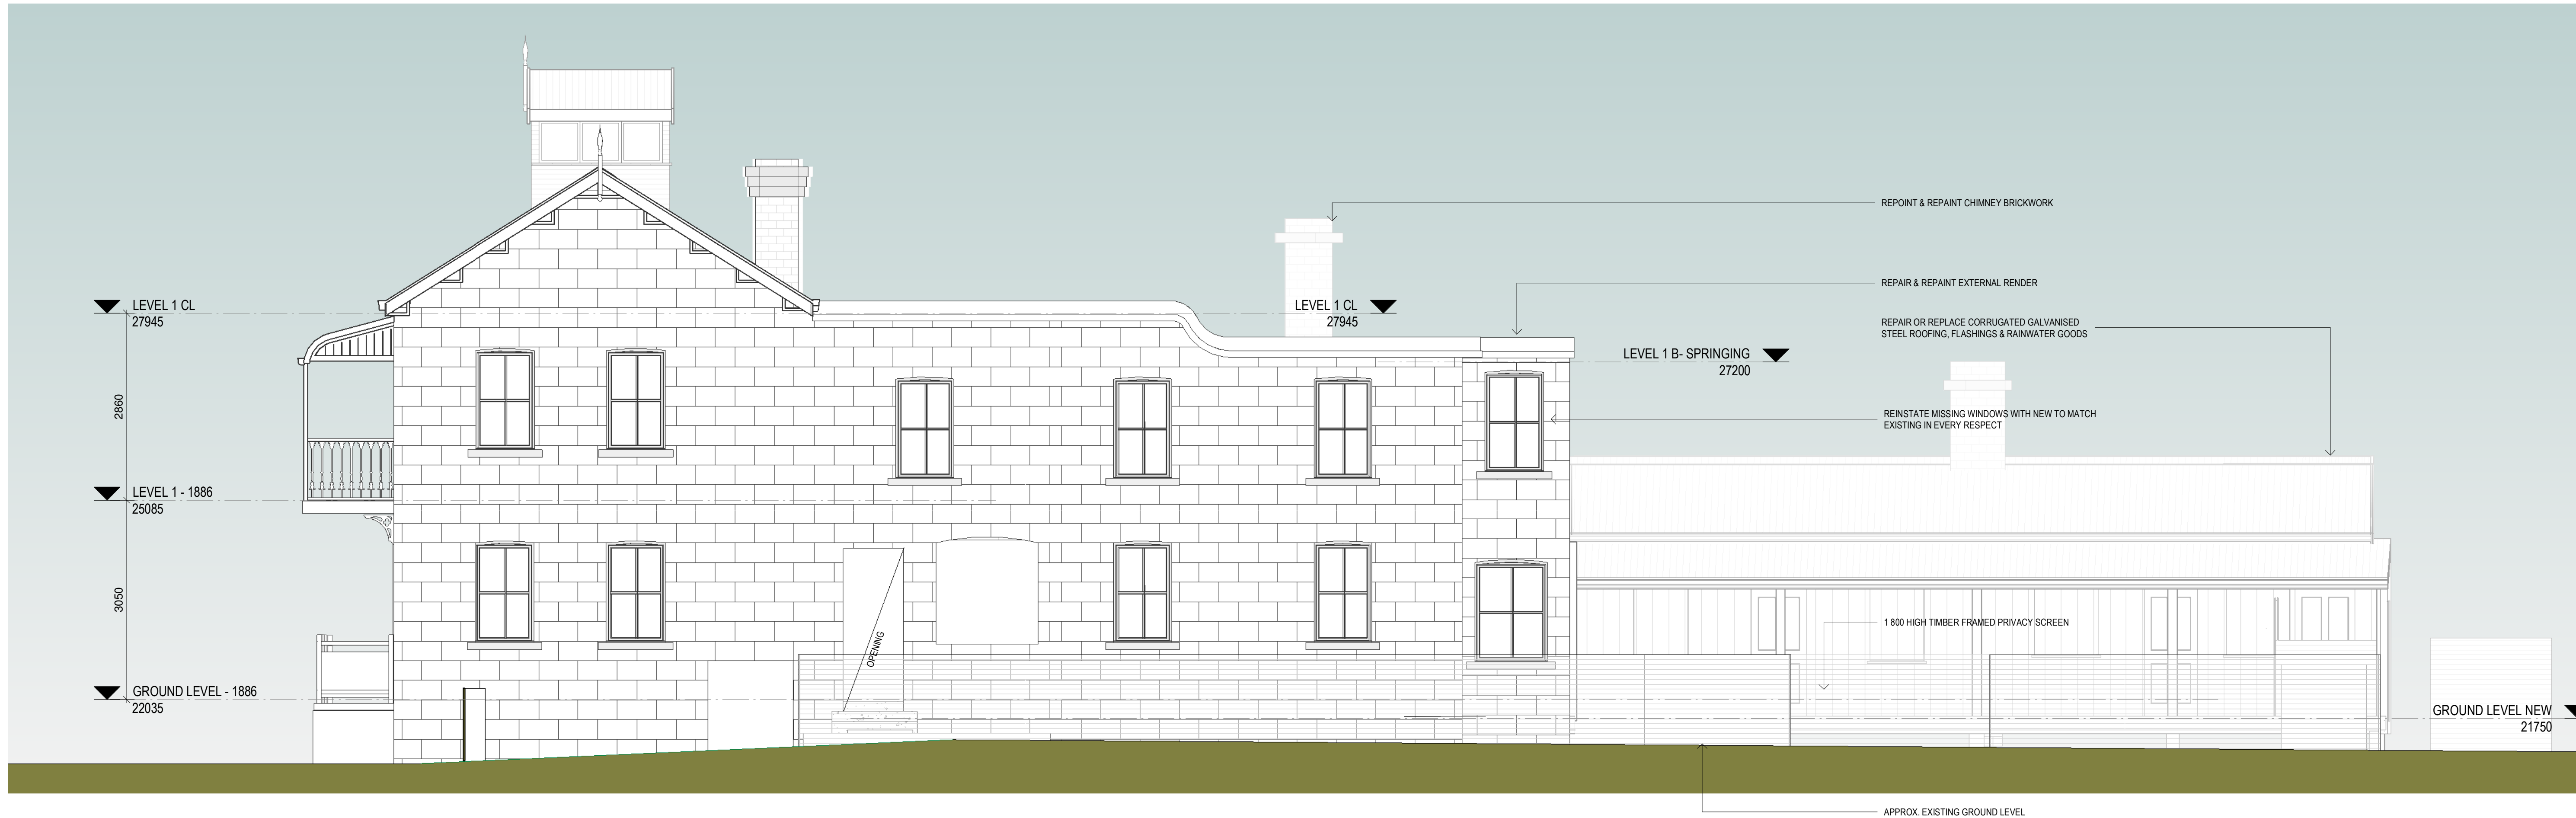 REPOINT & REPAINT CHIMNEY BRICKWORK
REPAIR & REPAINT EXTERNAL RENDER
LEVEL 1 CL
27945
LEVEL 1 CL
27945
REPAIR OR REPLACE CORRUGATED GALVANISED
STEEL ROOFING, FLASHINGS & RAINWATER GOODS
LEVEL 1 B- SPRINGING
27200
2860
REINSTATE MISSING WINDOWS WITH NEW TO MATCH
EXISTING IN EVERY RESPECT
LEVEL 1 - 1886
25085
3050
OPENING
1 800 HIGH TIMBER FRAMED PRIVACY SCREEN
GROUND LEVEL - 1886
22035
GROUND LEVEL NEW
21750
APPROX. EXISTING GROUND LEVEL